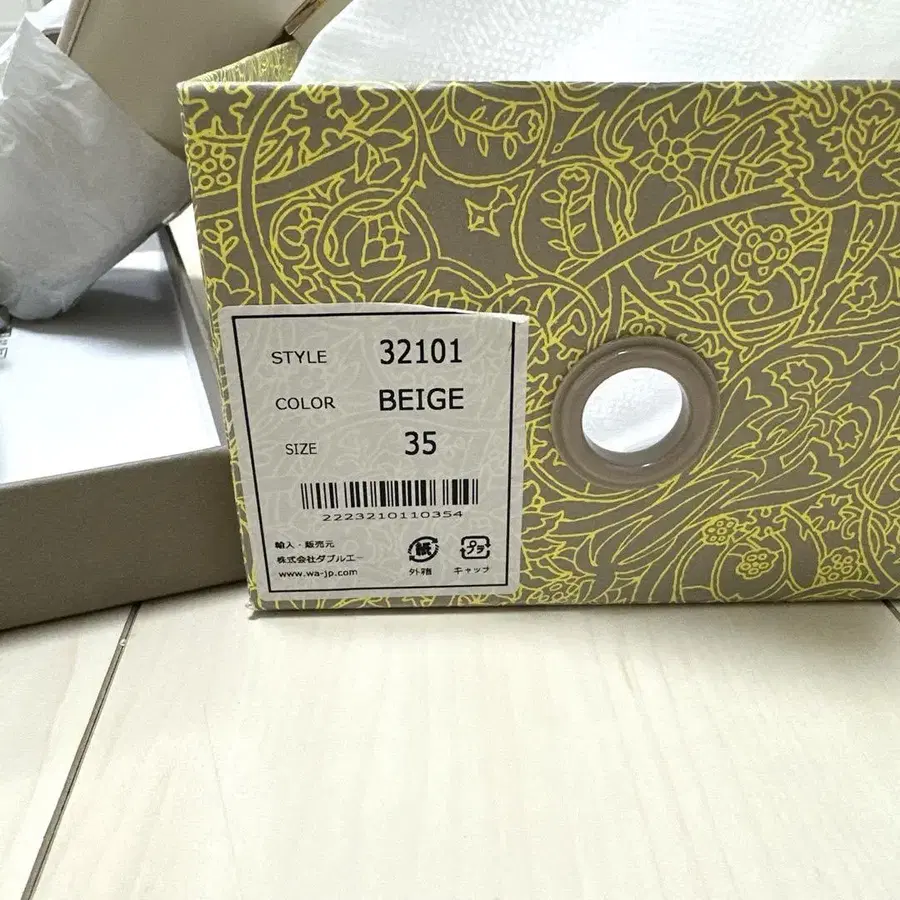 STYLE 32101
COLOR BEIGE
SIZE 35
2223210110354
輸入・販売元
株式会社ダブルエー
www.wa-jp.com
紙
外箱
プラ
キャップ